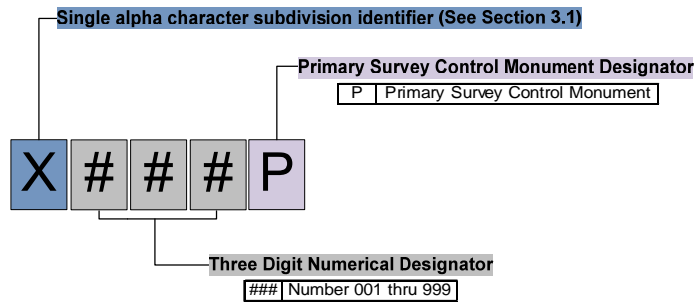 Single alpha character subdivision identifier (See Section 3.1)
Primary Survey Control Monument Designator
P Primary Survey Control Monument
X # # # P
Three Digit Numerical Designator
### Number 001 thru 999